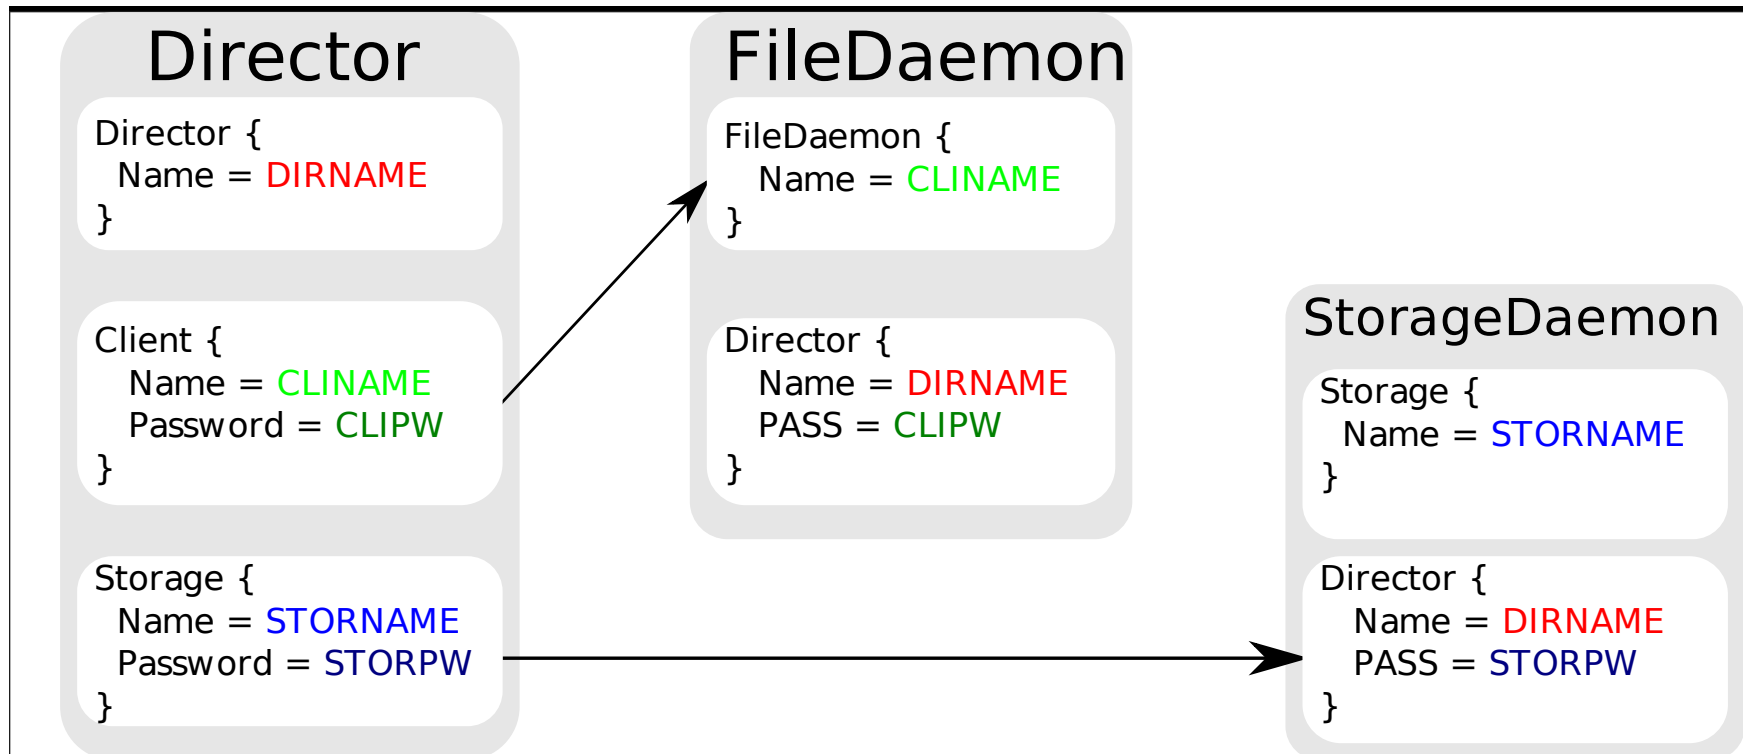 Director
Director {
Name = DIRNAME
}
Client {
Name = CLINAME
Password = CLIPW
}
Storage {
Name = STORNAME
Password = STORPW
}
FileDaemon
FileDaemon {
Name = CLINAME
}
Director {
Name = DIRNAME
PASS = CLIPW
}
StorageDaemon
Storage {
Name = STORNAME
}
Director {
Name = DIRNAME
PASS = STORPW
}